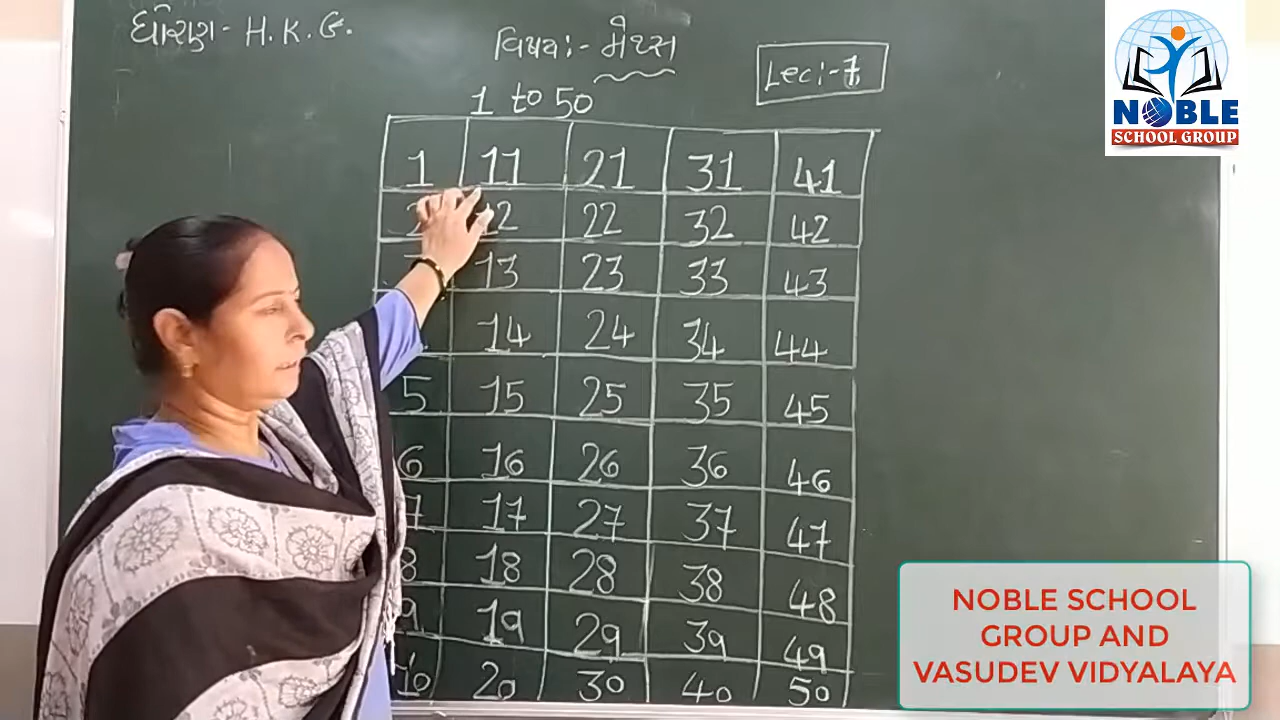 ધોરણ - H. K. G.
વિષય :- મેથ્સ
Lec :- 7
1 to 50
1 11 21 31 41
2 12 22 32 42
13 23 33 43
14 24 34 44
5 15 25 35 45
6 16 26 36 46
7 17 27 37 47
8 18 28 38 48
9 19 29 39 49
10 20 30 40 50
NOBLE
SCHOOL GROUP
NOBLE SCHOOL
GROUP AND
VASUDEV VIDYALAYA